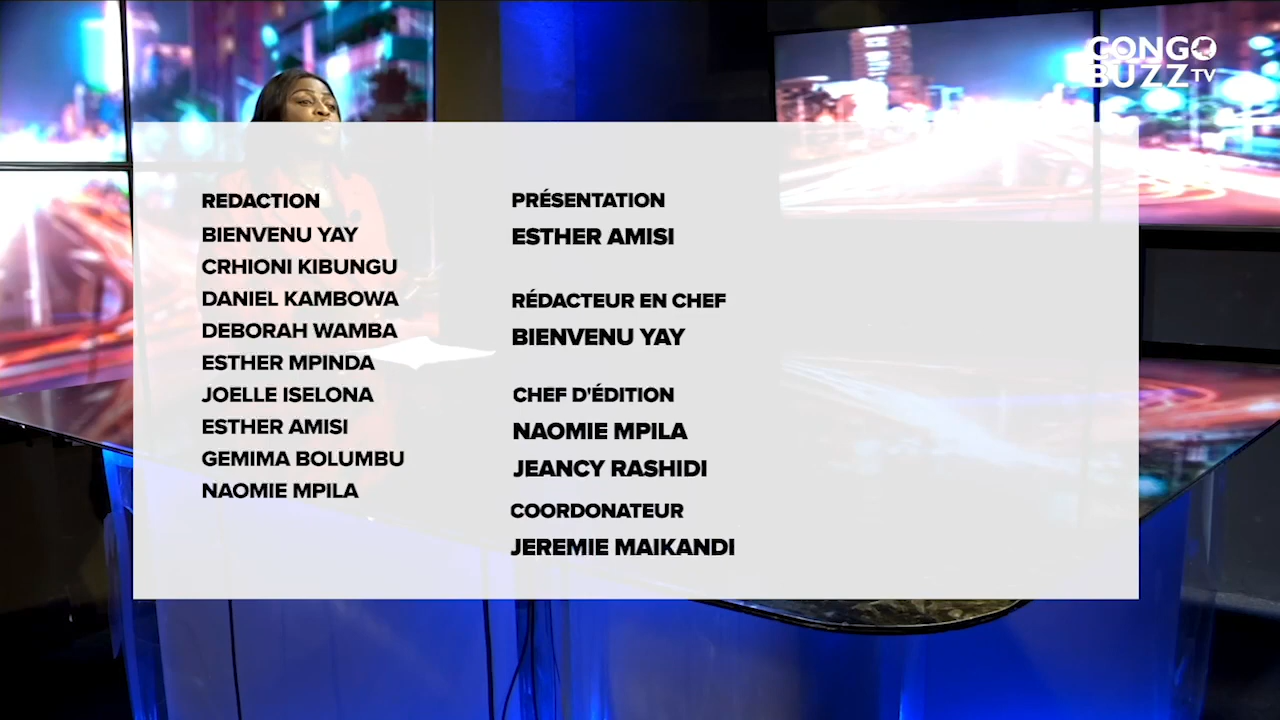 CONGO
BUZZ TV
REDACTION
BIENVENU YAY
CRHIONI KIBUNGU
DANIEL KAMBOWA
DEBORAH WAMBA
ESTHER MPINDA
JOELLE ISELONA
ESTHER AMISI
GEMIMA BOLUMBU
NAOMIE MPILA
PRÉSENTATION
ESTHER AMISI
RÉDACTEUR EN CHEF
BIENVENU YAY
CHEF D'ÉDITION
NAOMIE MPILA
JEANCY RASHIDI
COORDONATEUR
JEREMIE MAIKANDI